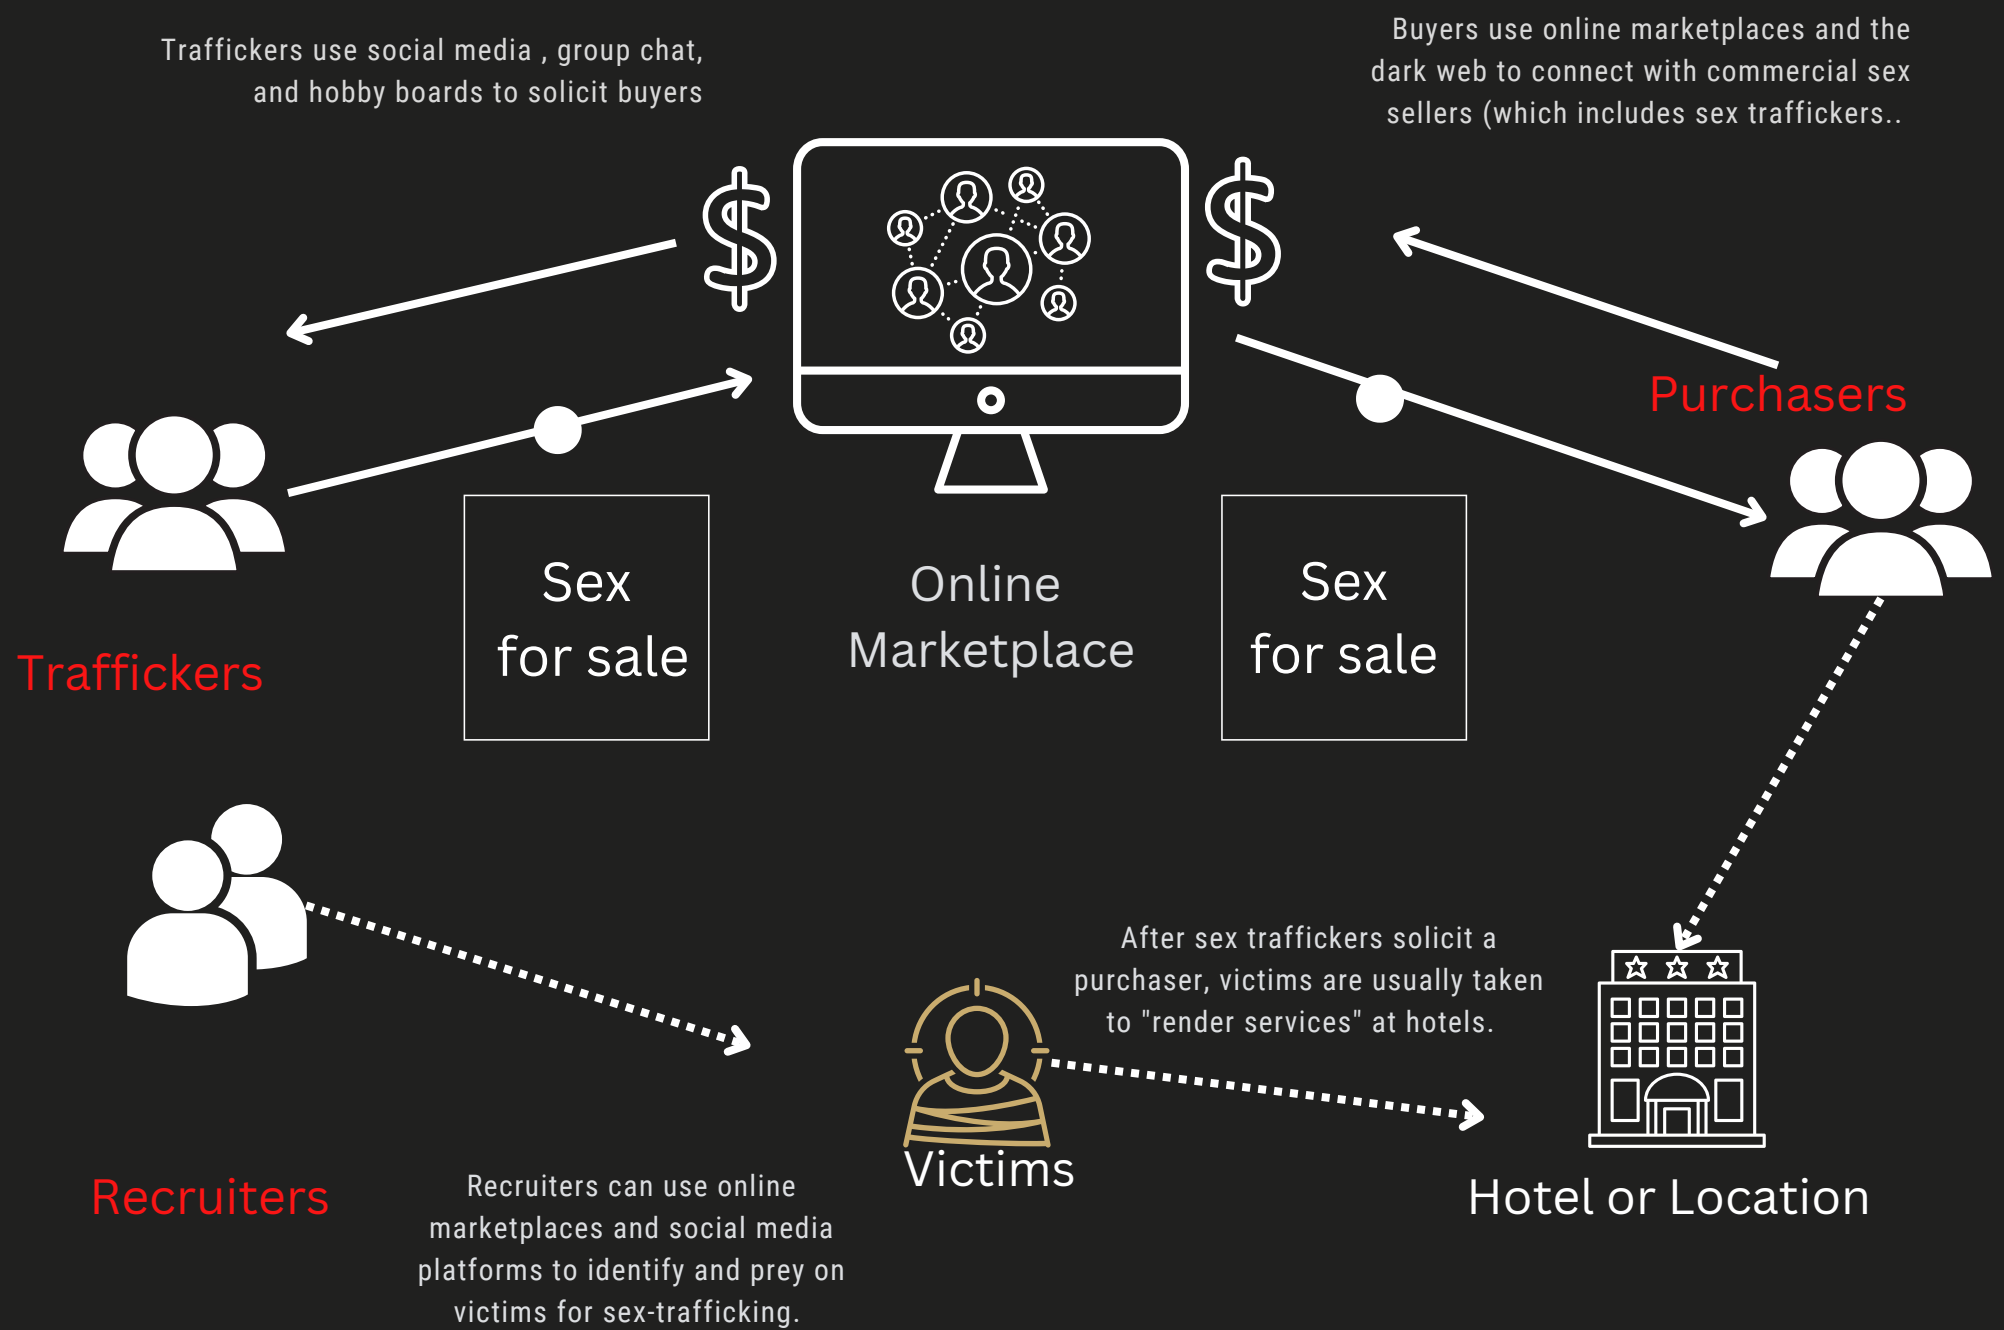 Traffickers use social media , group chat,
and hobby boards to solicit buyers
Buyers use online marketplaces and the
dark web to connect with commercial sex
sellers (which includes sex traffickers..
Purchasers
Sex
for sale
Online
Marketplace
Sex
for sale
Traffickers
After sex traffickers solicit a
purchaser, victims are usually taken
to "render services" at hotels.
Victims
Recruiters
Recruiters can use online
marketplaces and social media
platforms to identify and prey on
victims for sex-trafficking.
Hotel or Location